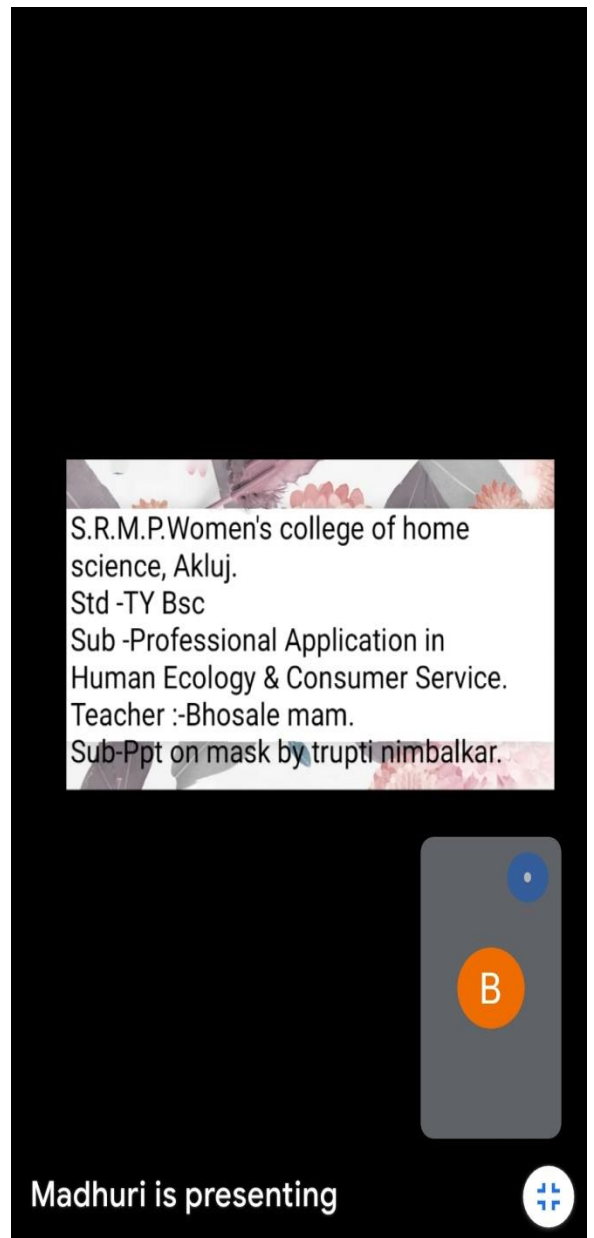 S.R.M.P.Women's college of home
science, Akluj.
Std -TY Bsc
Sub -Professional Application in
Human Ecology & Consumer Service.
Teacher :-Bhosale mam.
Sub-Ppt on mask by trupti nimbalkar.
B
Madhuri is presenting